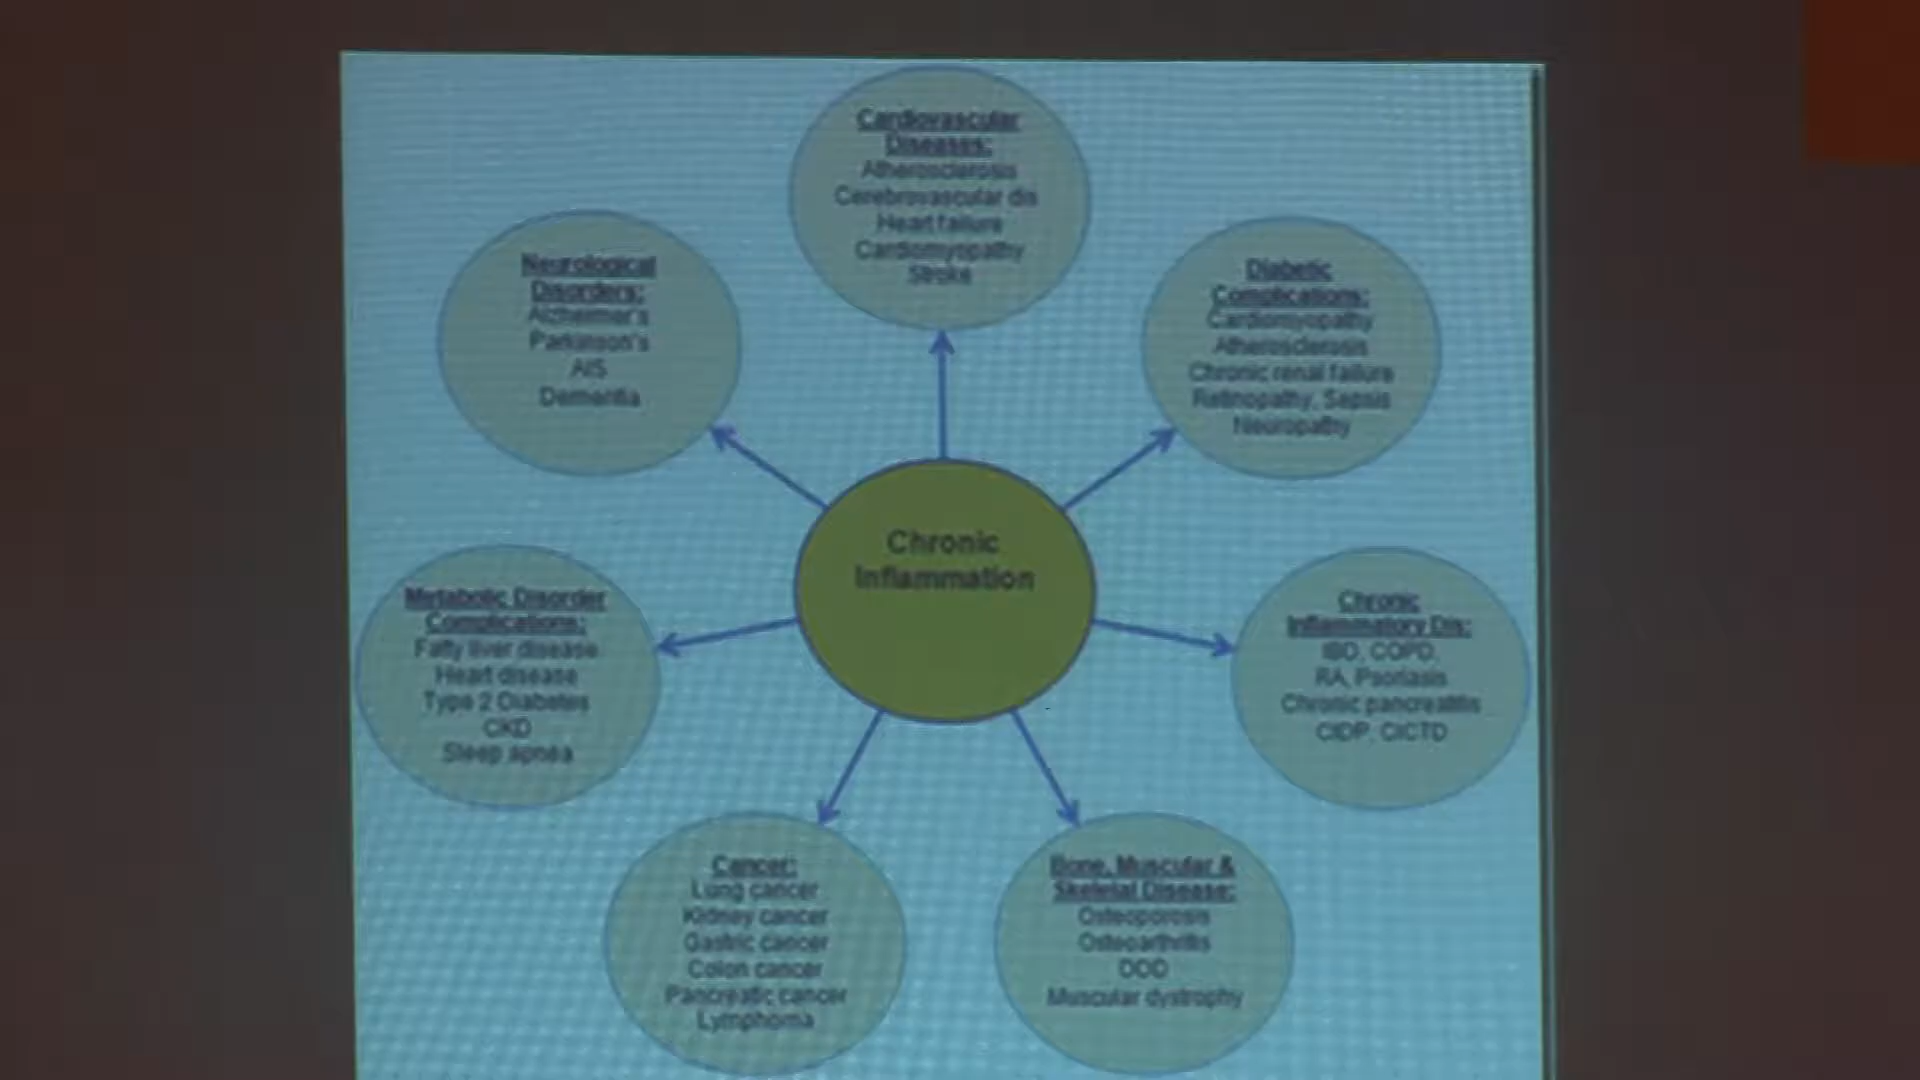 Cardiovascular
Diseases:
Atherosclerosis
Cerebrovascular dis
Heart failure
Cardiomyopathy
Stroke
Neurological
Disorders:
Alzheimer's
Parkinson's
AIS
Dementia
Diabetic
Complications:
Cardiomyopathy
Atherosclerosis
Chronic renal failure
Retinopathy, Sepsis
Neuropathy
Chronic
Inflammation
Metabolic Disorder
Complications:
Fatty liver disease
Heart disease
Type 2 Diabetes
CKD
Sleep apnea
Chronic
Inflammatory Dis:
IBD, COPD,
RA, Psoriasis
Chronic pancreatitis
CIDP, CICTD
Cancer:
Lung cancer
Kidney cancer
Gastric cancer
Colon cancer
Pancreatic cancer
Lymphoma
Bone, Muscular &
Skeletal Disease:
Osteoporosis
Osteoarthritis
Muscular dystrophy